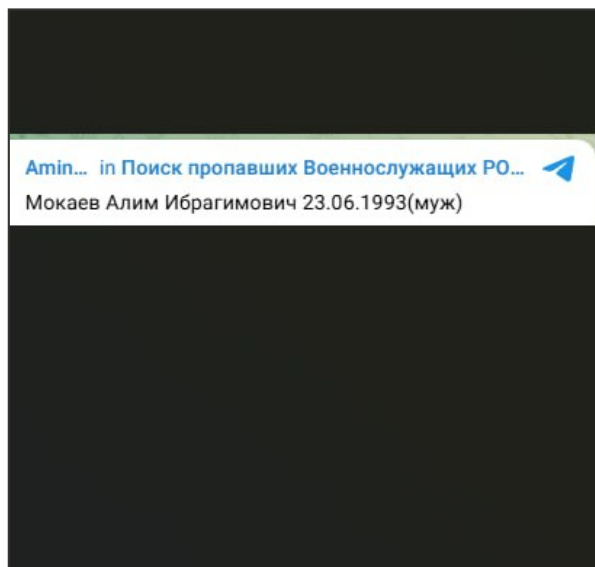 Amin... in Поиск пропавших Военнослужащих РО...
Мокаев Алим Ибрагимович 23.06.1993(муж)